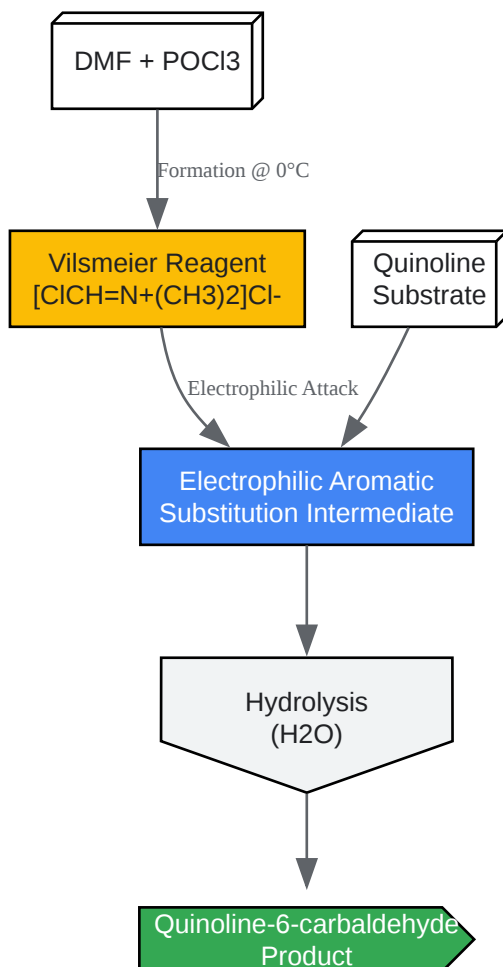 DMF + POCl3
Formation @ 0°C
Vilsmeier Reagent
[ClCH=N+(CH3)2]Cl-
Quinoline
Substrate
Electrophilic Attack
Electrophilic Aromatic
Substitution Intermediate
Hydrolysis
(H2O)
Quinoline-6-carbaldehyde
Product